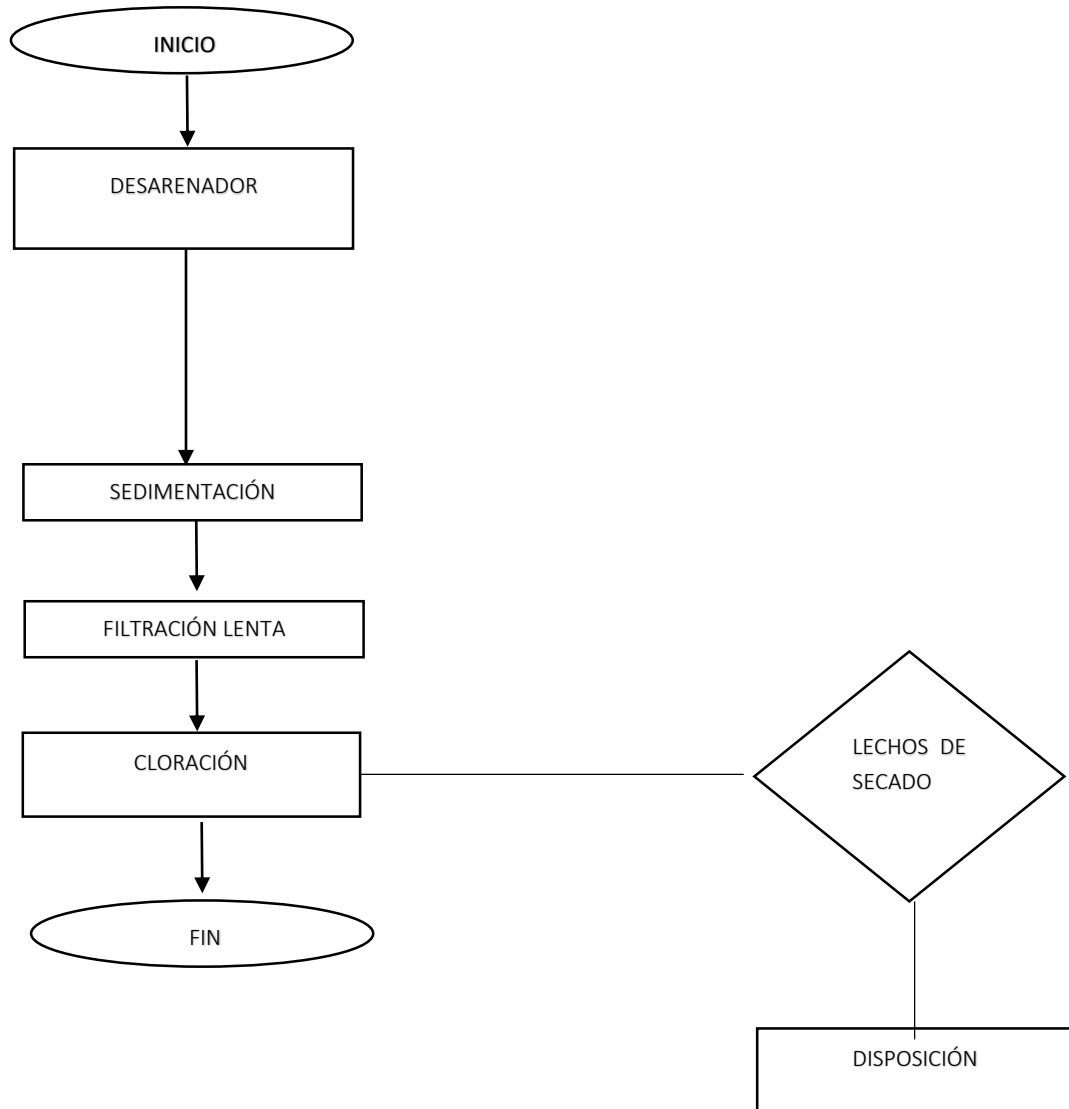 INICIO
DESARENADOR
SEDIMENTACIÓN
FILTRACIÓN LENTA
CLORACIÓN
LECHOS DE
SECADO
FIN
DISPOSICIÓN